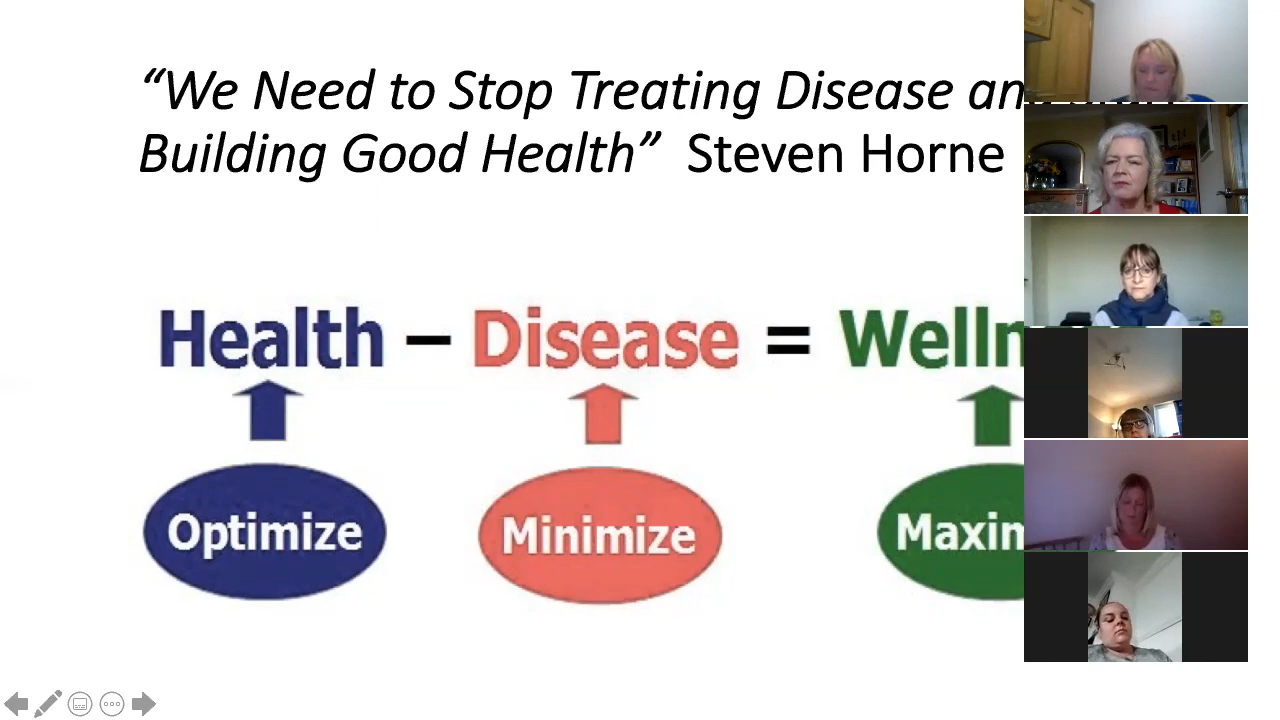 “We Need to Stop Treating Disease an
Building Good Health” Steven Horne
Health – Disease = Welln
Optimize Minimize Maxin